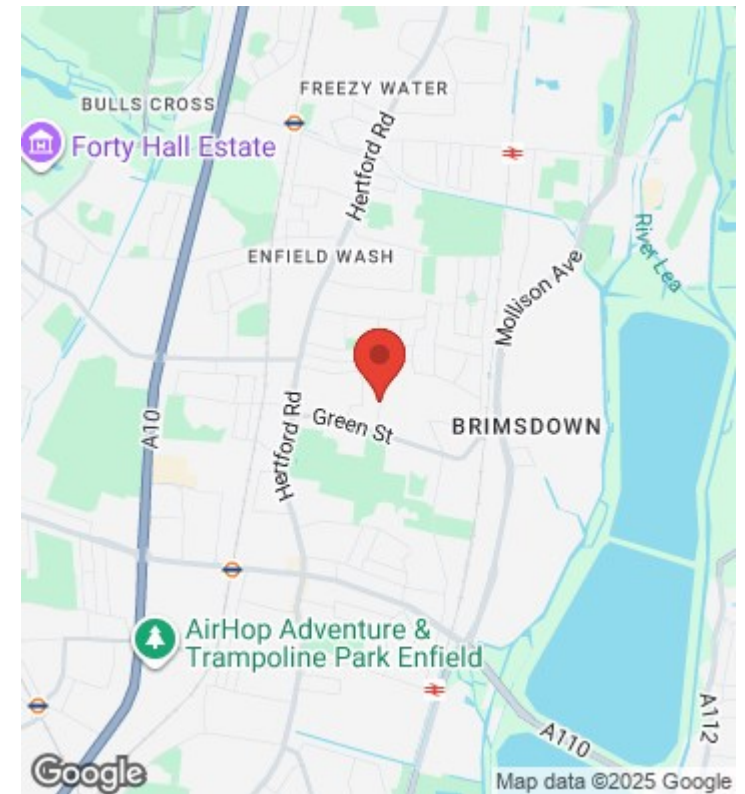 FREEZY WATER
BULLS CROSS
Forty Hall Estate
Hertford Rd
River Lea
ENFIELD WASH
Mollison Ave
A10
Hertford Rd
Green St
BRIMSDOWN
AirHop Adventure &
Trampoline Park Enfield
A110
A112
Google
Map data ©2025 Google